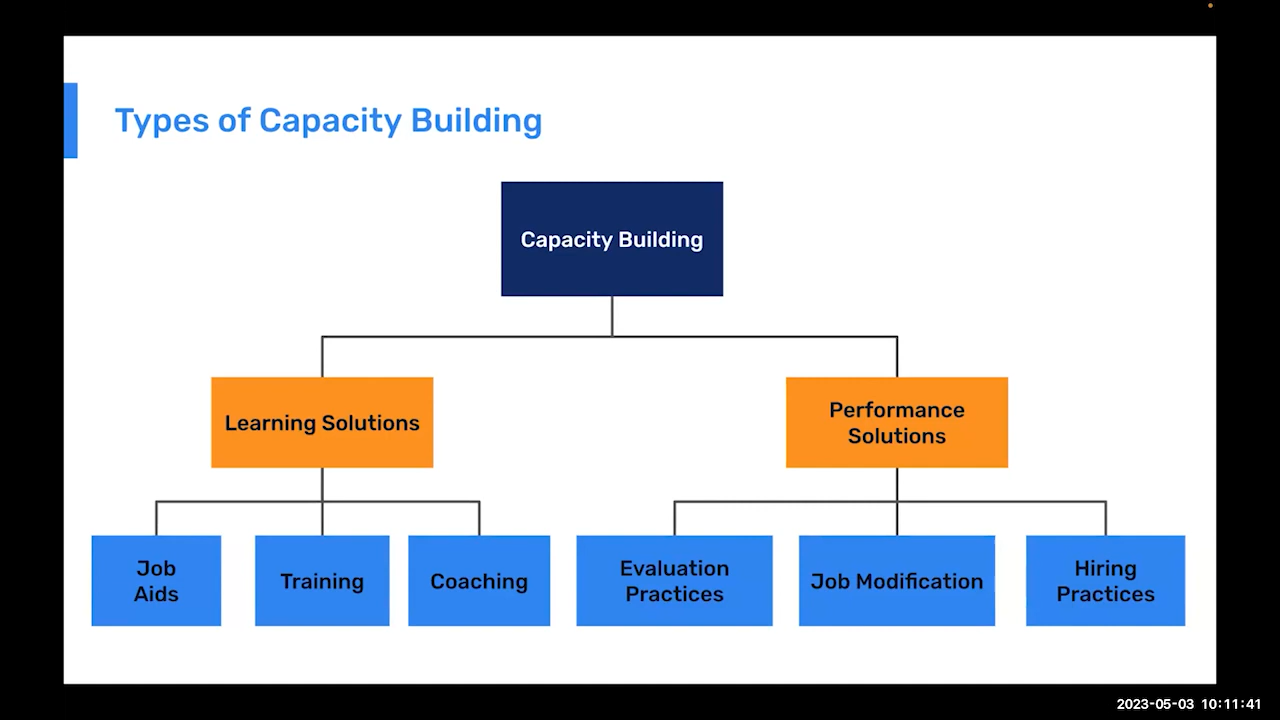 Types of Capacity Building
Capacity Building
Learning Solutions
Performance
Solutions
Job
Aids
Training
Coaching
Evaluation
Practices
Job Modification
Hiring
Practices
2023-05-03 10:11:41